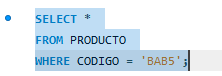 SELECT *
FROM PRODUCTO
WHERE CODIGO = 'BAB5';